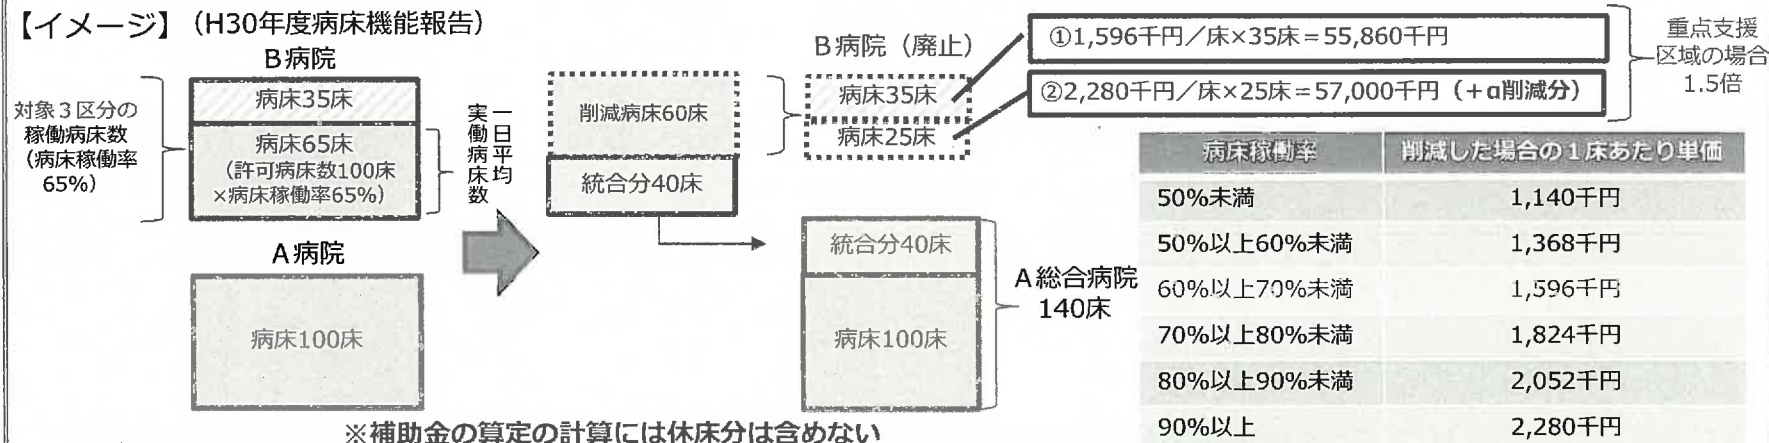 【イメージ】（H30年度病床機能報告）
B病院
対象３区分の
稼働病床数
（病床稼働率
65%）
病床35床
病床65床
（許可病床数100床
×病床稼働率65%）
一日平均
実働病床数
A病院
病床100床
削減病床60床
統合分40床
B病院（廃止）
病床35床
病床25床
①1,596千円／床×35床＝55,860千円
②2,280千円／床×25床＝57,000千円（＋α削減分）
重点支援
区域の場合
1.5倍
統合分40床
病床100床
A総合病院
140床
病床稼働率 削減した場合の１床あたり単価
50%未満 1,140千円
50%以上60%未満 1,368千円
60%以上70%未満 1,596千円
70%以上80%未満 1,824千円
80%以上90%未満 2,052千円
90%以上 2,280千円
※補助金の算定の計算には休床分は含めない